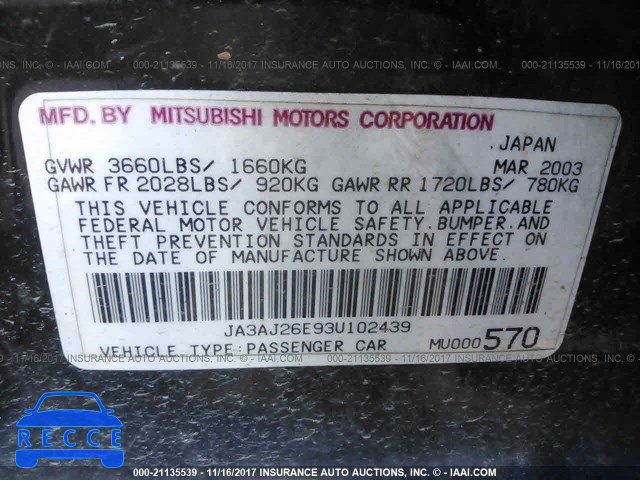 000-21135539 - 11/16/2017 INSURANCE AUTO AUCTIONS, INC. - © IAAI.COM
MFD. BY MITSUBISHI MOTORS CORPORATION
JAPAN
GVWR 3660LBS/ 1660KG MAR 2003
GAWR FR 2028LBS/ 920KG GAWR RR 1720LBS/ 780KG
THIS VEHICLE CONFORMS TO ALL APPLICABLE
FEDERAL MOTOR VEHICLE SAFETY.BUMPER.AND
THEFT PREVENTION STANDARDS IN EFFECT ON
THE DATE OF MANUFACTURE SHOWN ABOVE.
JA3AJ26E93U102439
VEHICLE TYPE:PASSENGER CAR MU000570
RECCE
000-21135539 - 11/16/2017 INSURANCE AUTO AUCTIONS, INC. - © IAAI.COM